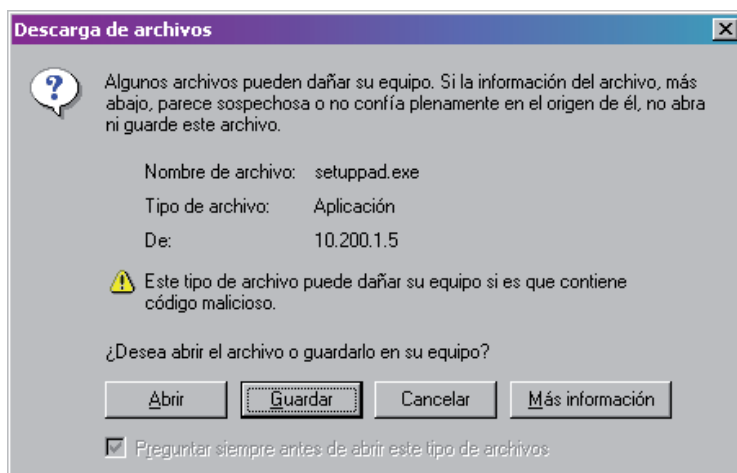 Descarga de archivos
Algunos archivos pueden dañar su equipo. Si la información del archivo, más
abajo, parece sospechosa o no confía plenamente en el origen de él, no abra
ni guarde este archivo.
Nombre de archivo: setuppad.exe
Tipo de archivo: Aplicación
De: 10.200.1.5
Este tipo de archivo puede dañar su equipo si es que contiene
código malicioso.
¿Desea abrir el archivo o guardarlo en su equipo?
Abrir Guardar Cancelar Más información
Preguntar siempre antes de abrir este tipo de archivos